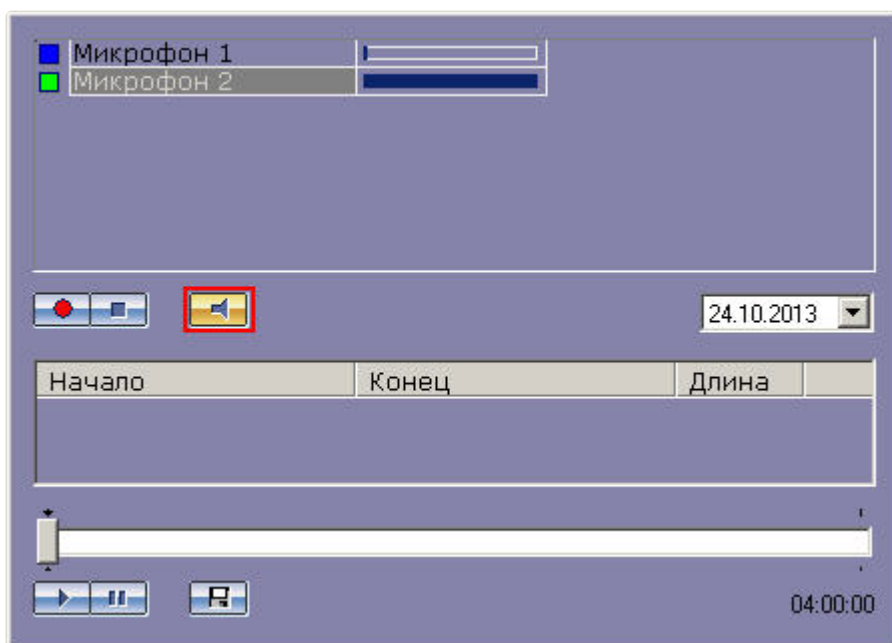 Микрофон 1
Микрофон 2
24.10.2013
Начало Конец Длина
04:00:00